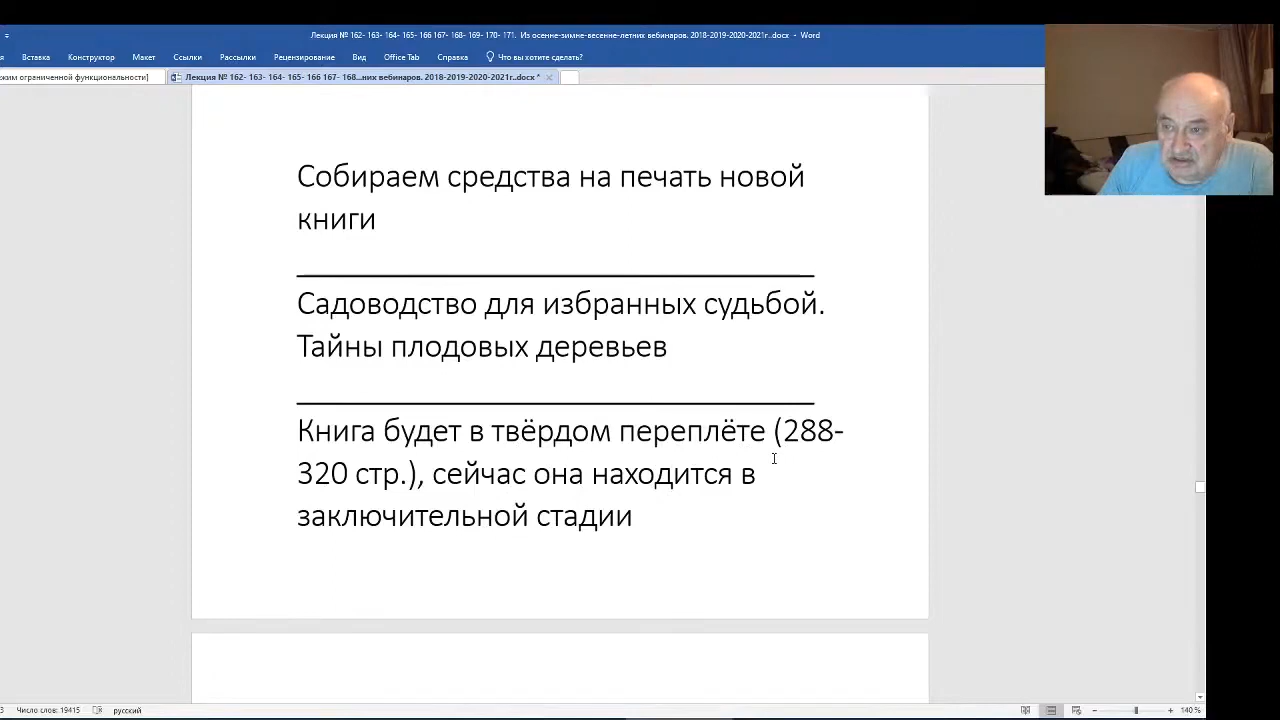 Лекция № 162- 163- 164- 165- 166 167- 168- 169- 170- 171. Из осенне-зимне-весенне-летних вебинаров. 2018-2019-2020-2021г..docx - Word
я Вставка Конструктор Макет Ссылки Рассылки Рецензирование Вид Office Tab Справка Что вы хотите сделать?
жим ограниченной функциональности] Лекция № 162- 163- 164- 165- 166 167- 168...них вебинаров. 2018-2019-2020-2021г..docx *
Собираем средства на печать новой
книги
Садоводство для избранных судьбой.
Тайны плодовых деревьев
Книга будет в твёрдом переплёте (288-
320 стр.), сейчас она находится в
заключительной стадии
3 Число слов: 19415 русский 140 %